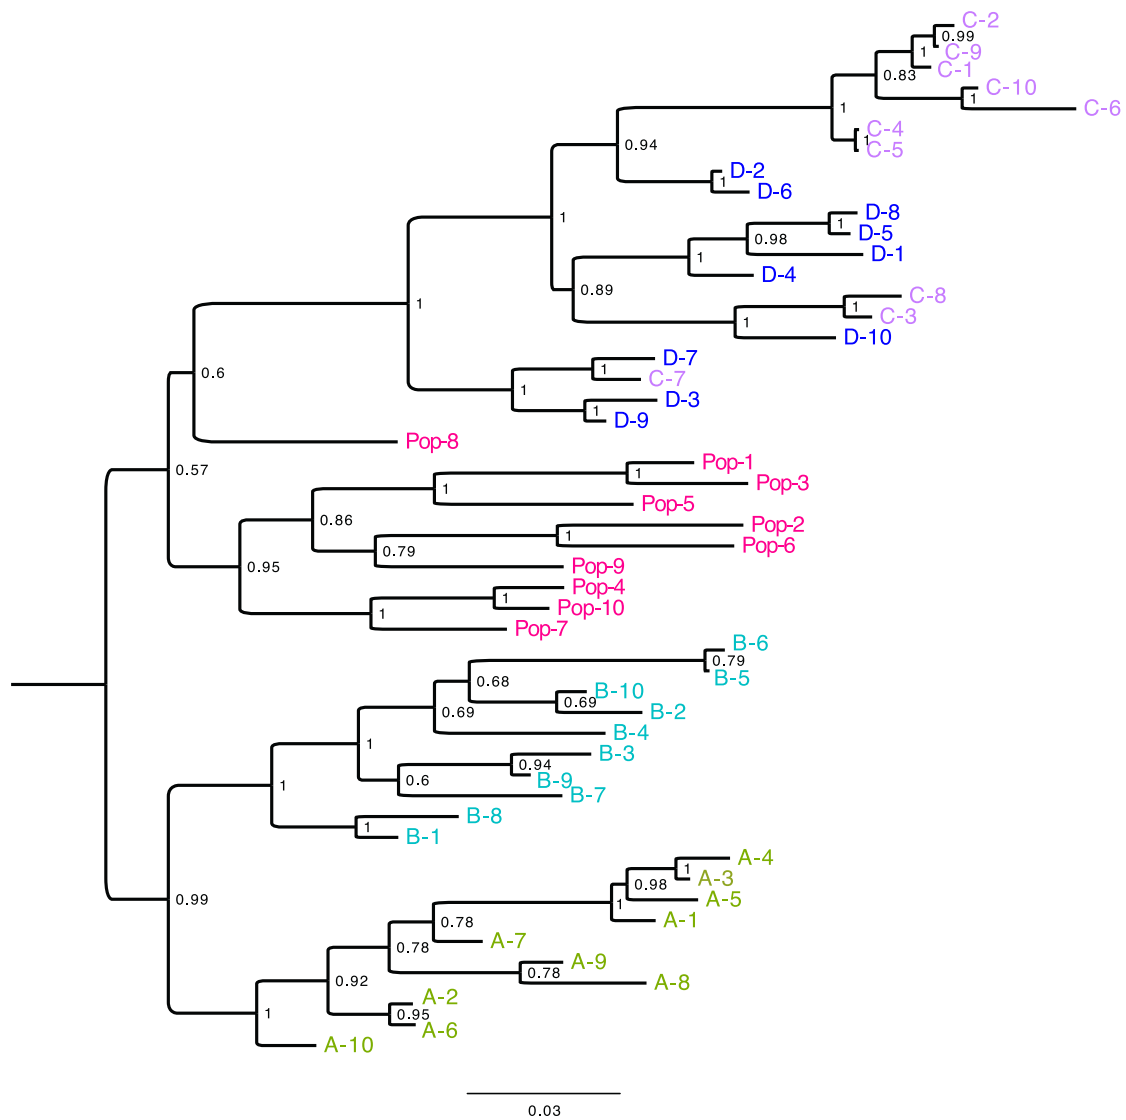 C-2
0.99
C-9
1
C-1
0.83
C-10
1
C-6
1
C-4
1
C-5
0.94
D-2
1
D-6
1
D-8
1
D-5
0.98
D-1
1
D-4
0.89
C-8
1
C-3
1
D-10
1
D-7
1
C-7
1
D-3
1
D-9
0.6
Pop-8
0.57
Pop-1
1
Pop-3
1
Pop-5
0.86
Pop-2
1
Pop-6
0.79
Pop-9
0.95
Pop-4
1
Pop-10
1
Pop-7
B-6
0.79
B-5
0.68
B-10
0.69
B-2
0.69
B-4
1
B-3
0.94
B-9
0.6
B-7
1
B-8
1
B-1
0.99
A-4
1
A-3
0.98
A-5
1
A-1
0.78
A-7
0.78
A-9
0.78
A-8
0.92
A-2
0.95
A-6
1
A-10
0.03